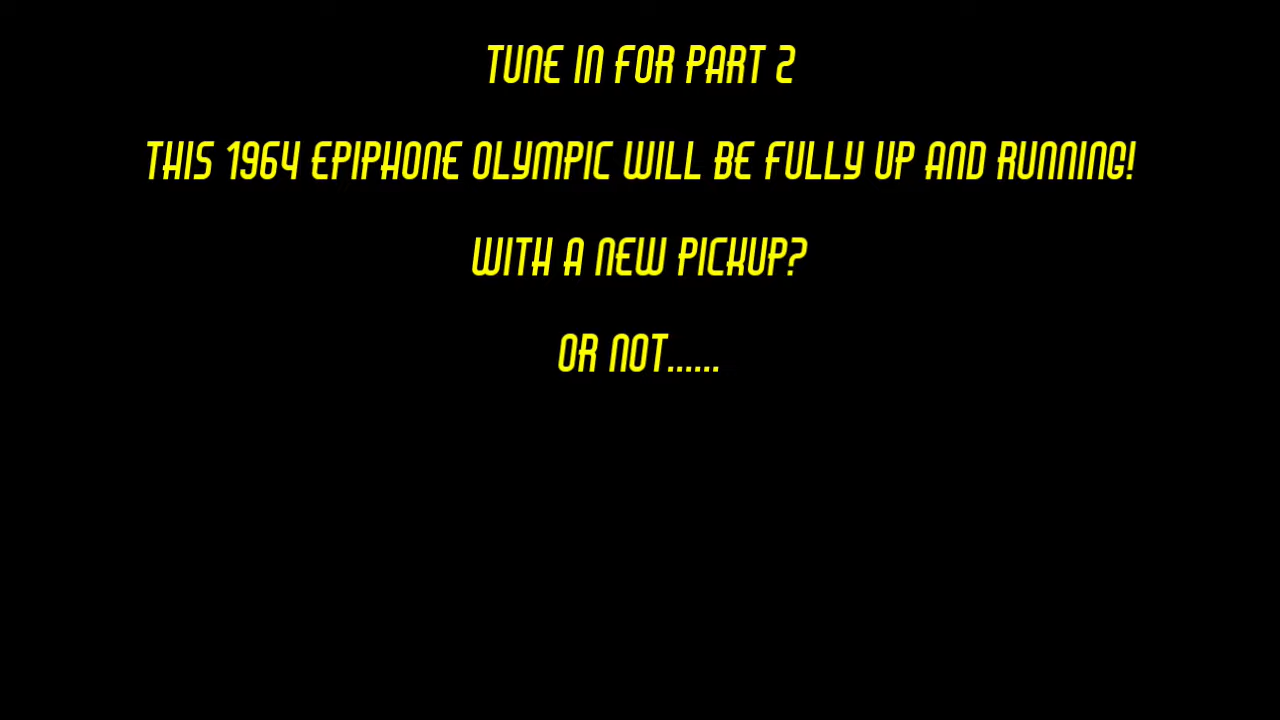 TUNE IN FOR PART 2
THIS 1964 EPIPHONE OLYMPIC WILL BE FULLY UP AND RUNNING!
WITH A NEW PICKUP?
OR NOT......